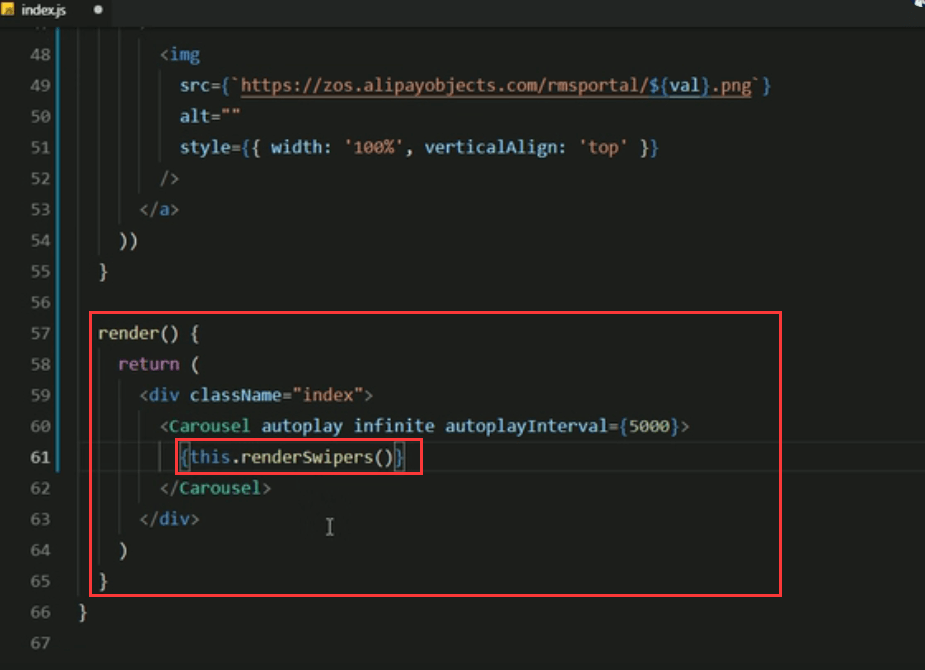 index.js
48 <img
49 src={`https://zos.alipayobjects.com/rmsportal/${val}.png`}
50 alt=""
51 style={{ width: '100%', verticalAlign: 'top' }}
52 />
53 </a>
54 ))
55 }
56
57 render() {
58 return (
59 <div className="index">
60 <Carousel autoplay infinite autoplayInterval={5000}>
61 {this.renderSwipers()}
62 </Carousel>
63 </div>
64 )
65 }
66 }
67